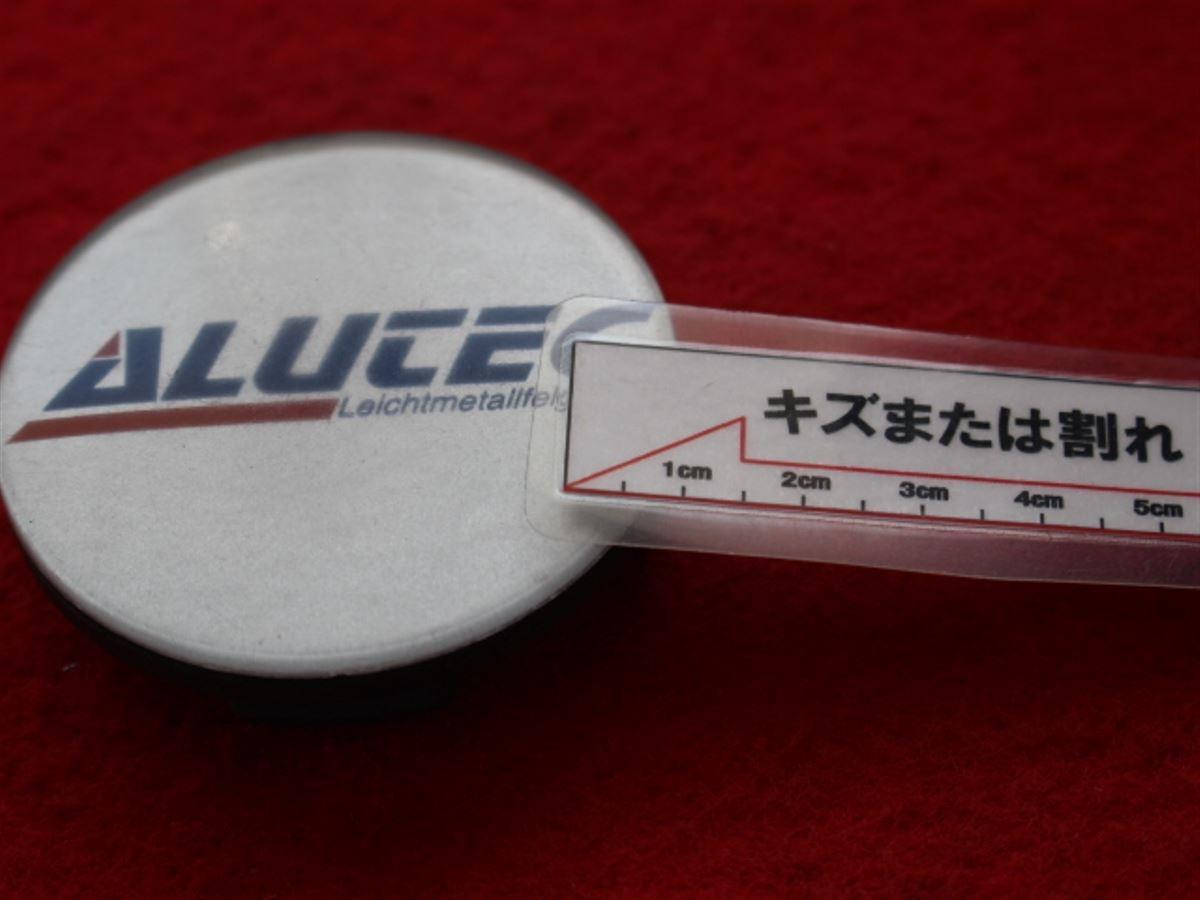 ALUTEC
Leichtmetallfelg
キズまたは割れ
1cm 2cm 3cm 4cm 5cm